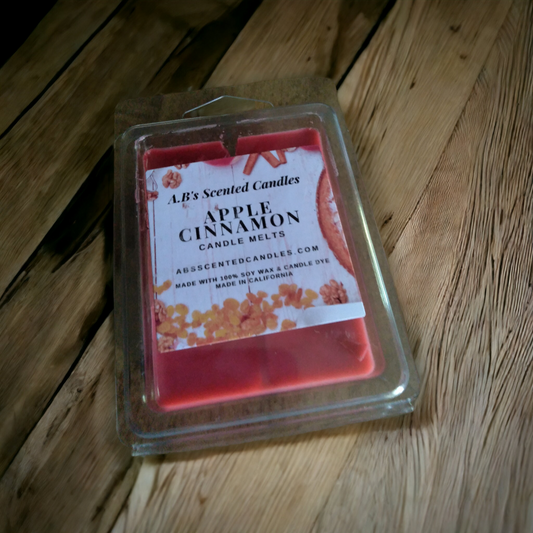 A.B's Scented Candles
APPLE
CINNAMON
CANDLE MELTS
ABSSCENTEDCANDLES.COM
MADE WITH 100% SOY WAX & CANDLE DYE
MADE IN CALIFORNIA